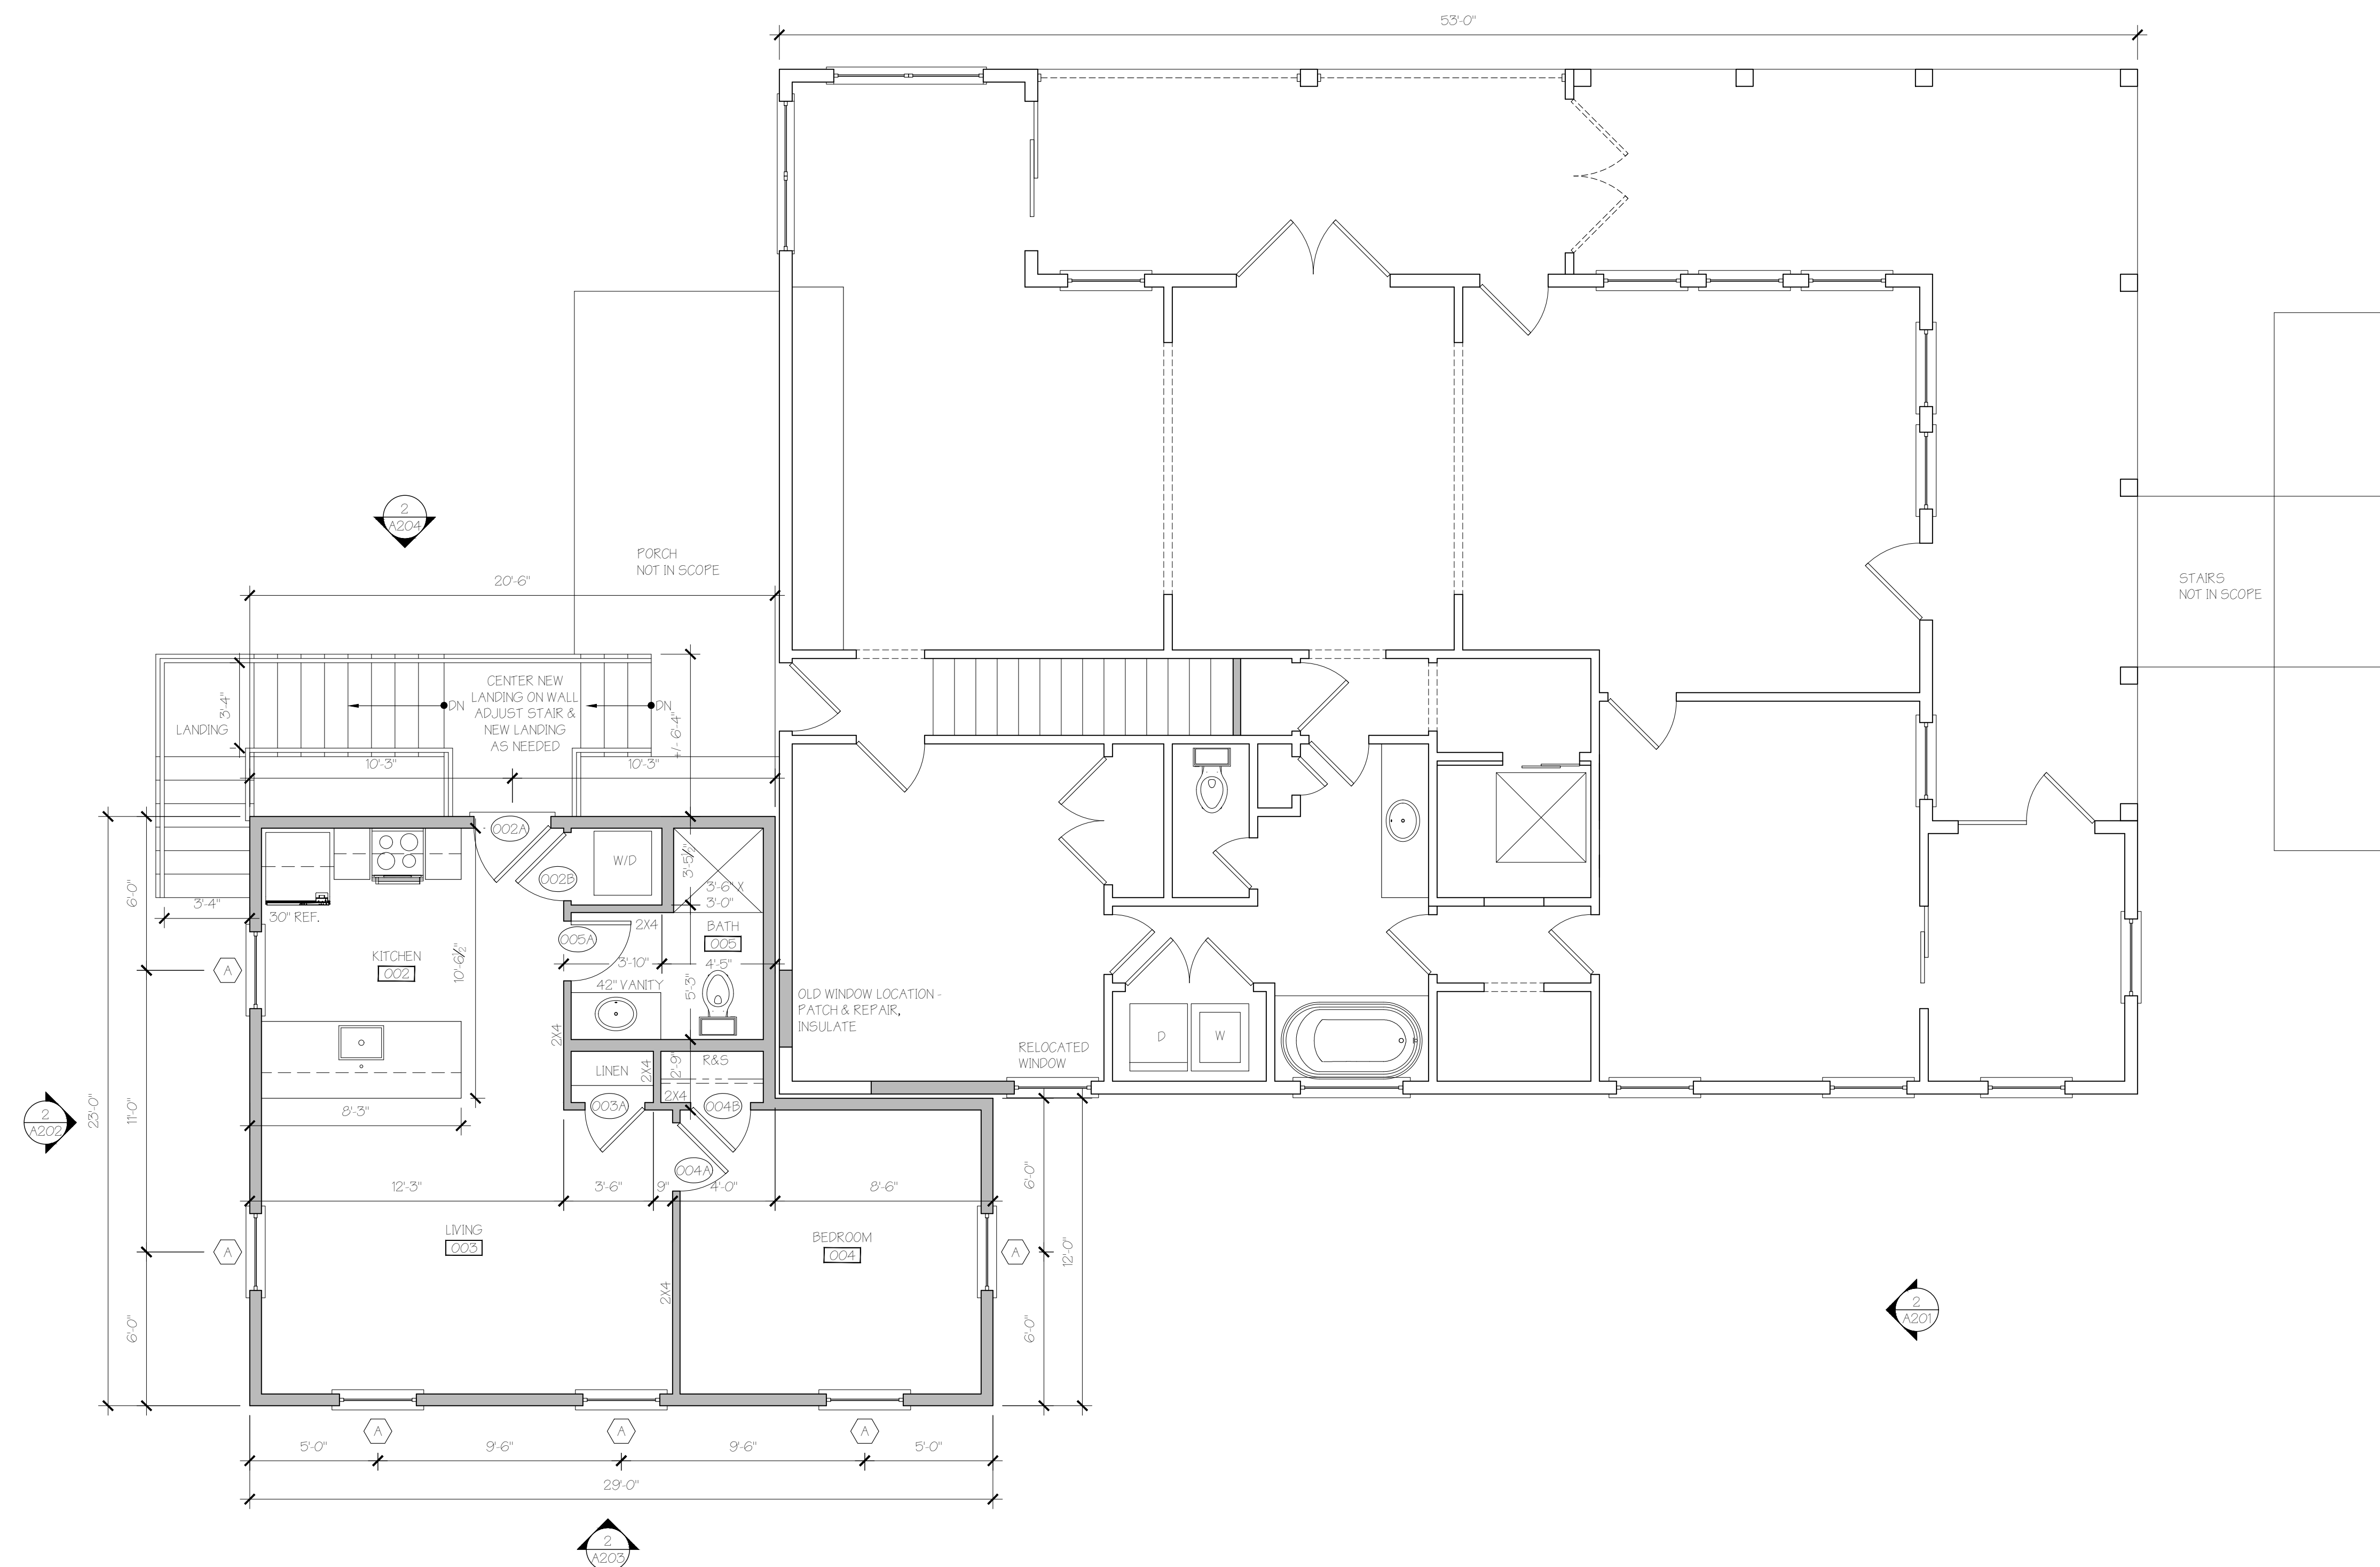 53'-0"
2
A204
PORCH
NOT IN SCOPE
20'-6"
STAIRS
NOT IN SCOPE
CENTER NEW
LANDING ON WALL
ADJUST STAIR &
NEW LANDING
AS NEEDED
DN
DN
3'-4"
LANDING
+/- 6'-4"
10'-3"
10'-3"
002A
W/D
3'-5½"
002B
6'-0"
3'-4"
30" REF.
3'-6" X
3'-0"
2X4
BATH
005
005A
KITCHEN
002
10'-6½"
3'-10"
4'-5"
A
42" VANITY
5'-3"
OLD WINDOW LOCATION -
PATCH & REPAIR,
INSULATE
2X4
D
W
RELOCATED
WINDOW
R&S
LINEN
2X4
2'-9"
2X4
003A
004B
8'-3"
2
A202
23'-0"
11'-0"
004A
12'-3"
3'-6"
9"
4'-0"
8'-6"
6'-0"
LIVING
003
BEDROOM
004
A
A
12'-0"
2X4
6'-0"
6'-0"
2
A201
A
A
A
5'-0"
9'-6"
9'-6"
5'-0"
29'-0"
2
A203